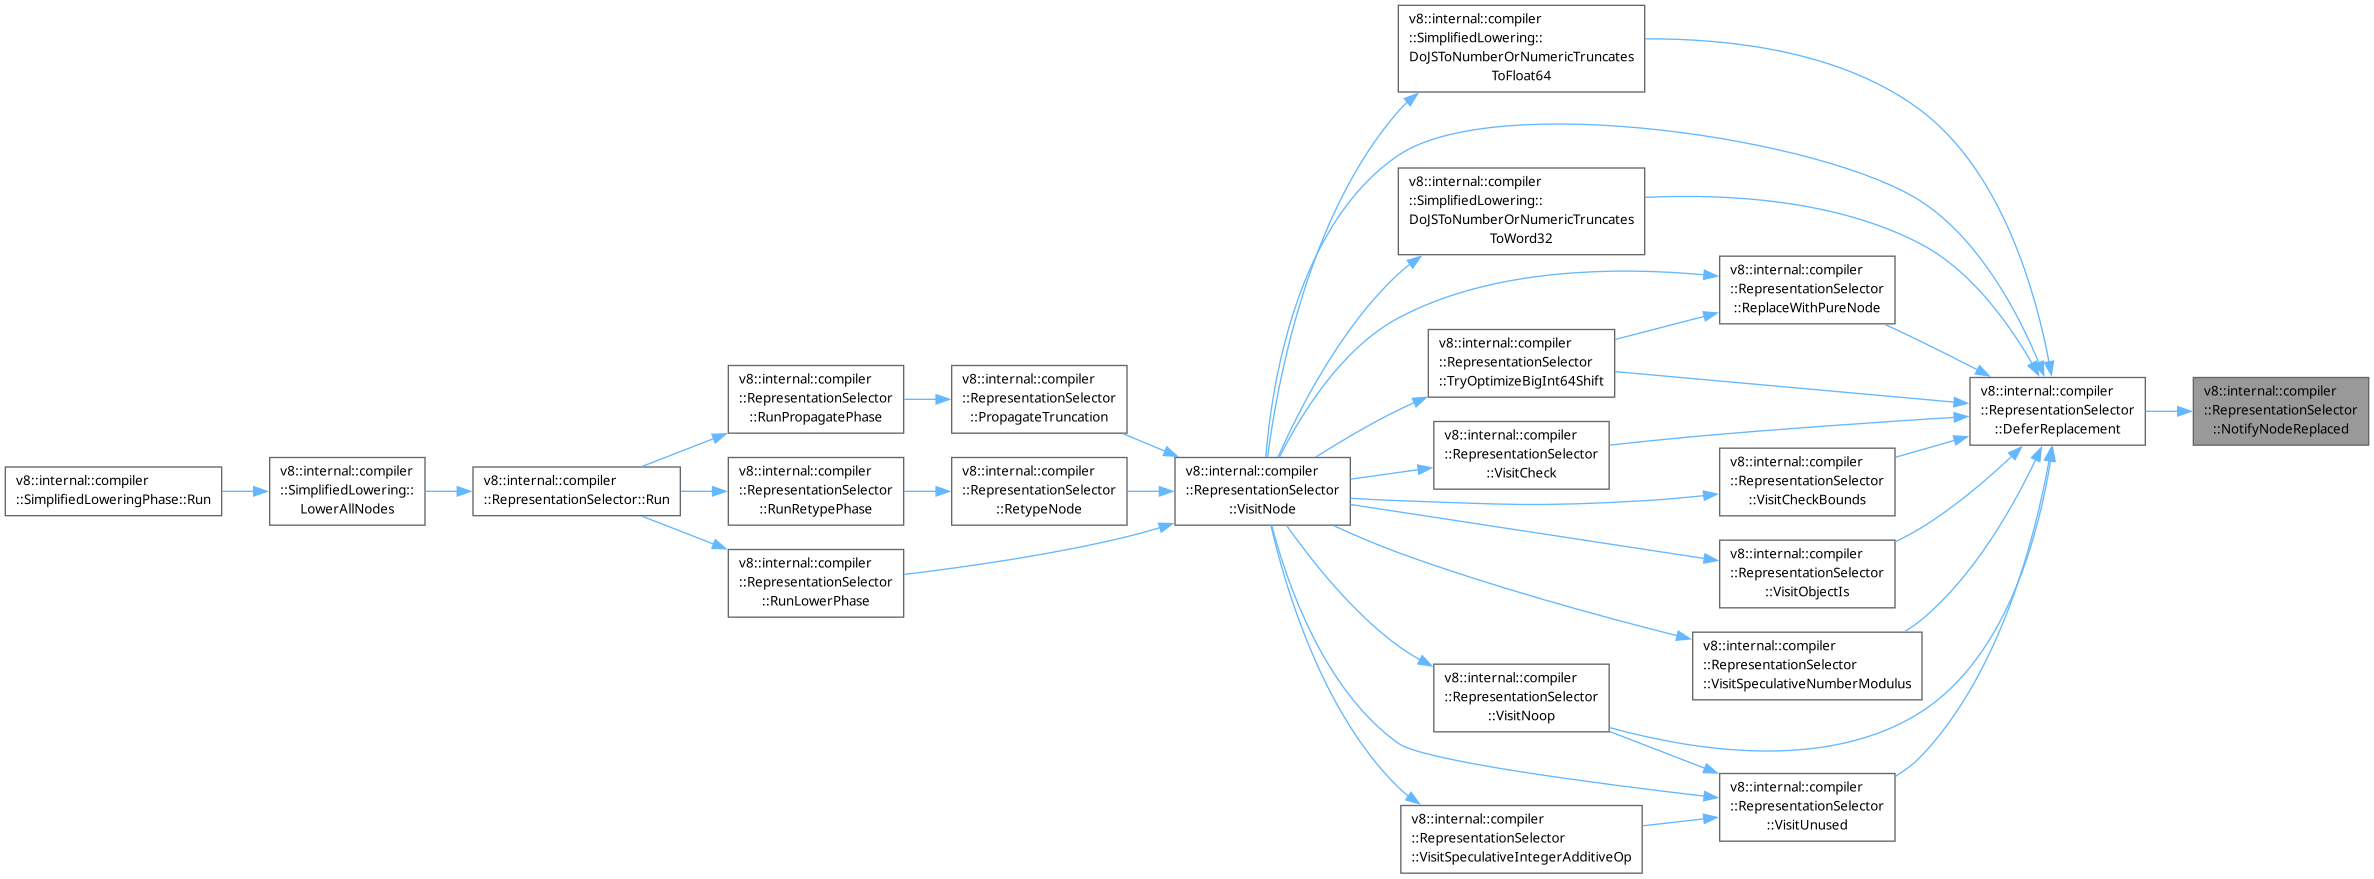 v8::internal::compiler
::SimplifiedLoweringPhase::Run
v8::internal::compiler
::SimplifiedLowering::
LowerAllNodes
v8::internal::compiler
::RepresentationSelector::Run
v8::internal::compiler
::RepresentationSelector
::RunPropagatePhase
v8::internal::compiler
::RepresentationSelector
::RunRetypePhase
v8::internal::compiler
::RepresentationSelector
::RunLowerPhase
v8::internal::compiler
::RepresentationSelector
::PropagateTruncation
v8::internal::compiler
::RepresentationSelector
::RetypeNode
v8::internal::compiler
::RepresentationSelector
::VisitNode
v8::internal::compiler
::SimplifiedLowering::
DoJSToNumberOrNumericTruncates
ToFloat64
v8::internal::compiler
::SimplifiedLowering::
DoJSToNumberOrNumericTruncates
ToWord32
v8::internal::compiler
::RepresentationSelector
::ReplaceWithPureNode
v8::internal::compiler
::RepresentationSelector
::TryOptimizeBigInt64Shift
v8::internal::compiler
::RepresentationSelector
::VisitCheck
v8::internal::compiler
::RepresentationSelector
::VisitCheckBounds
v8::internal::compiler
::RepresentationSelector
::VisitObjectIs
v8::internal::compiler
::RepresentationSelector
::VisitSpeculativeNumberModulus
v8::internal::compiler
::RepresentationSelector
::VisitNoop
v8::internal::compiler
::RepresentationSelector
::VisitUnused
v8::internal::compiler
::RepresentationSelector
::VisitSpeculativeIntegerAdditiveOp
v8::internal::compiler
::RepresentationSelector
::DeferReplacement
v8::internal::compiler
::RepresentationSelector
::NotifyNodeReplaced